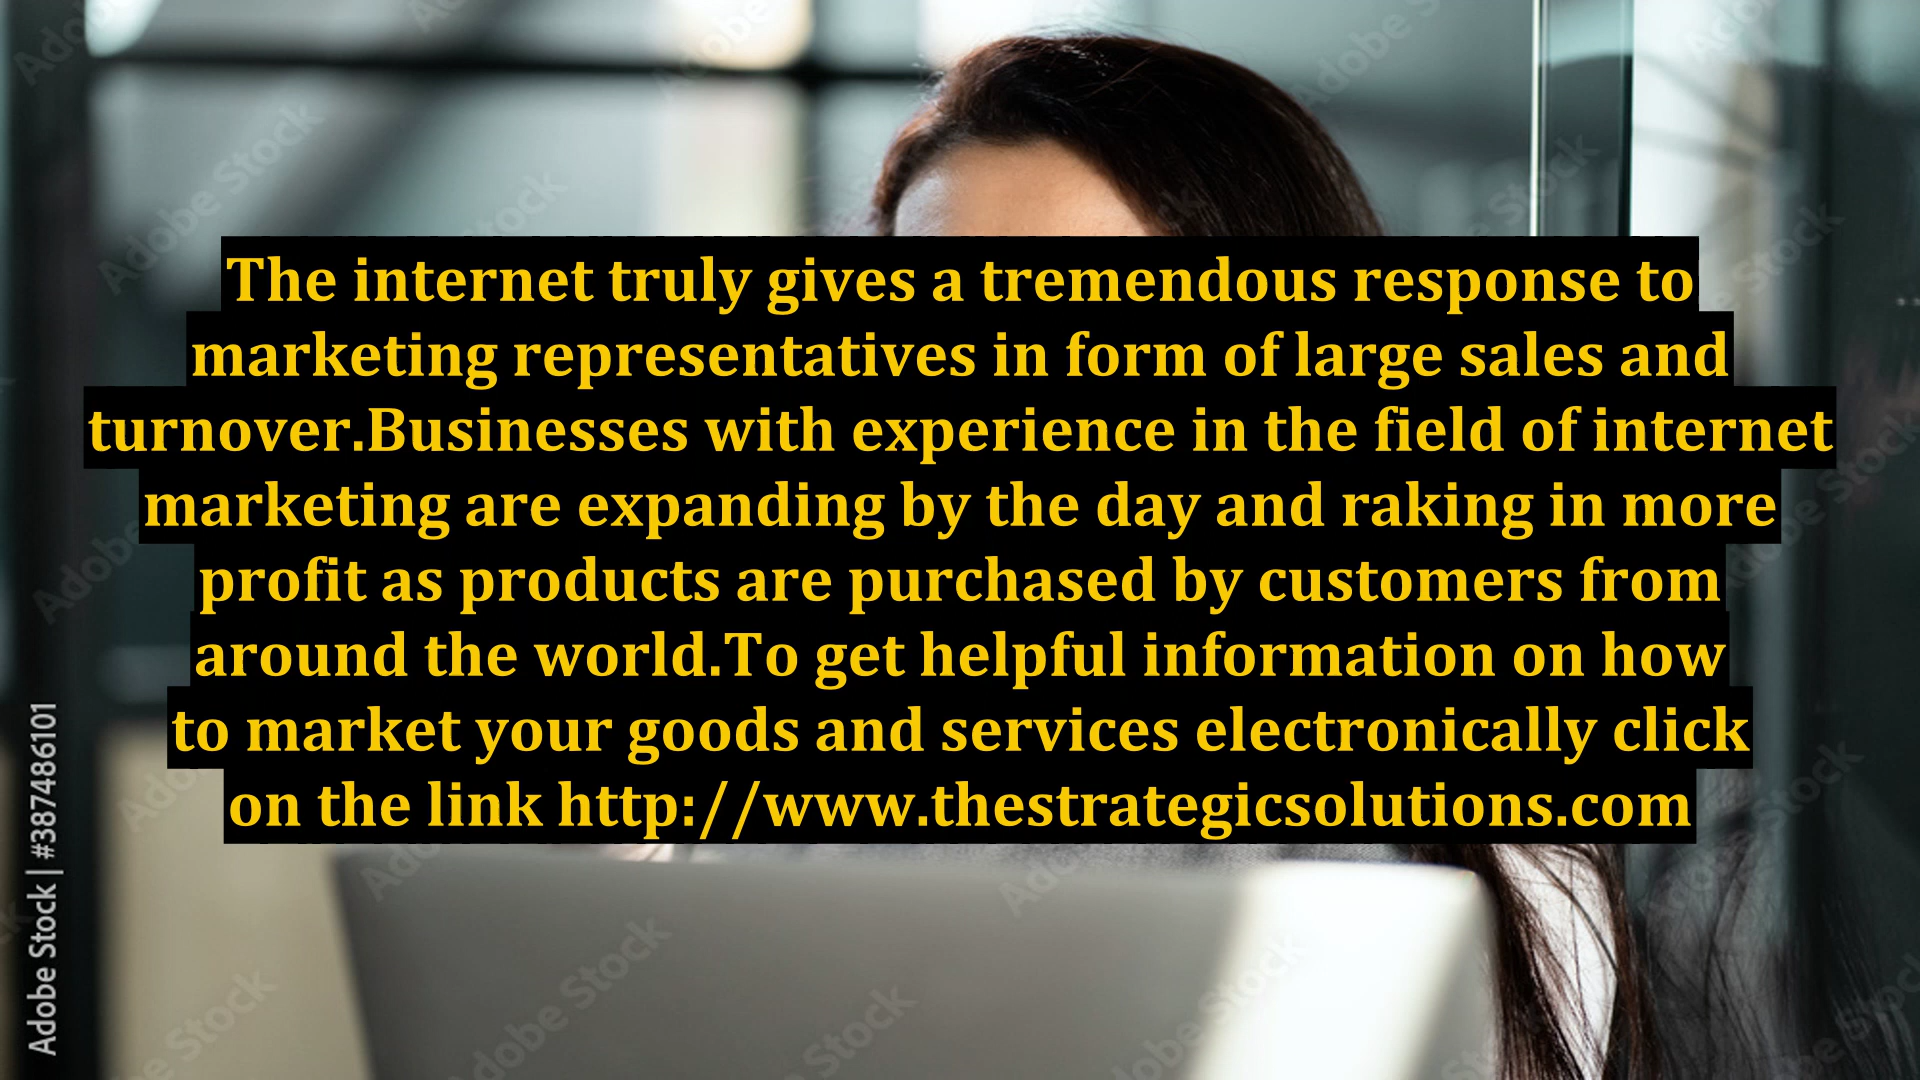 The internet truly gives a tremendous response to
marketing representatives in form of large sales and
turnover.Businesses with experience in the field of internet
marketing are expanding by the day and raking in more
profit as products are purchased by customers from
around the world.To get helpful information on how
to market your goods and services electronically click
on the link http://www.thestrategicsolutions.com
Adobe Stock | #387486101